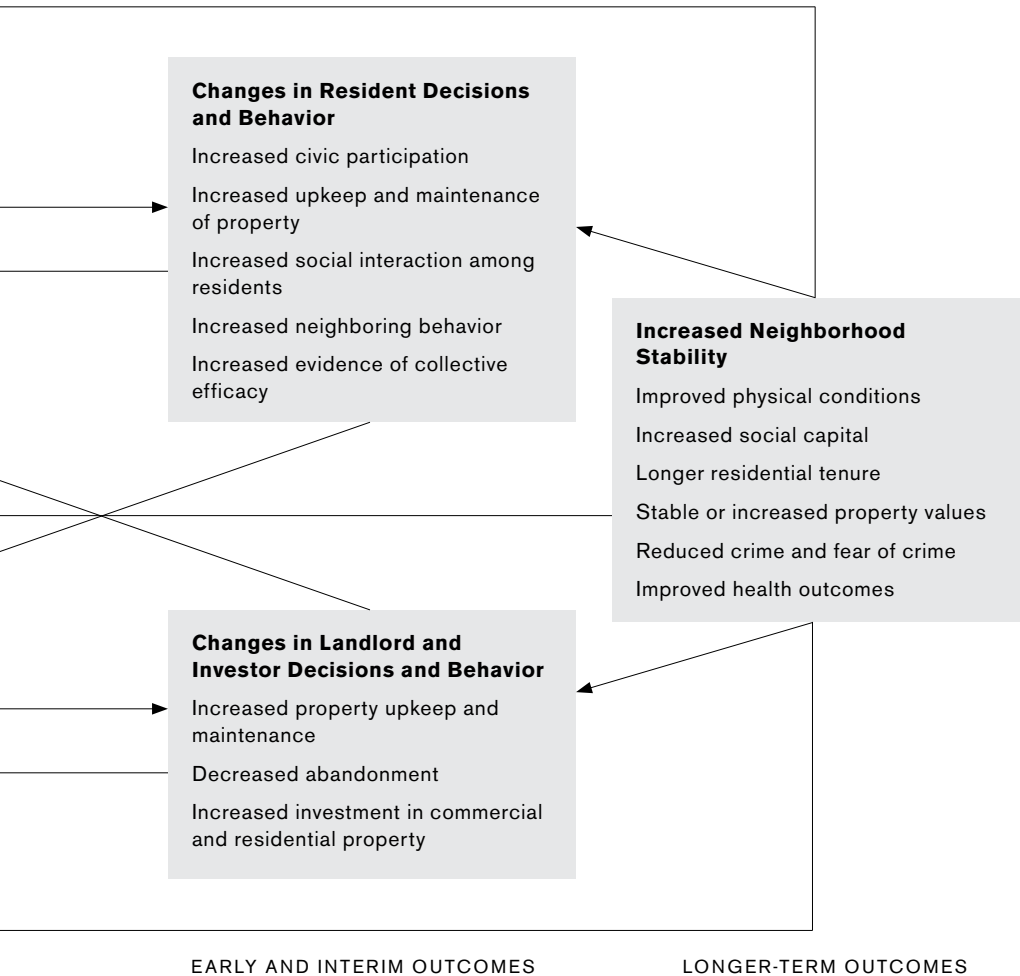 Changes in Resident Decisions
and Behavior
Increased civic participation
Increased upkeep and maintenance
of property
Increased social interaction among
residents
Increased neighboring behavior
Increased evidence of collective
efficacy
Increased Neighborhood
Stability
Improved physical conditions
Increased social capital
Longer residential tenure
Stable or increased property values
Reduced crime and fear of crime
Improved health outcomes
Changes in Landlord and
Investor Decisions and Behavior
Increased property upkeep and
maintenance
Decreased abandonment
Increased investment in commercial
and residential property
EARLY AND INTERIM OUTCOMES
LONGER-TERM OUTCOMES